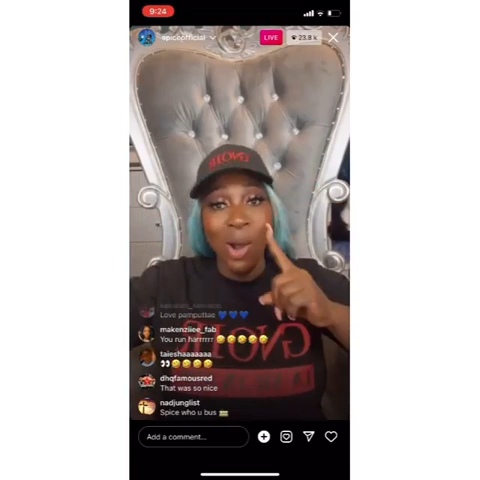 9:24
spiceofficial
LIVE
23.8 k
Love pamputtae 💙💙💙
makenziiee_fab
You run harrrrrr 🤣🤣🤣🤣🤣
taieshaaaaaaa
👀🤣🤣🤣🤣
dhqfamousred
That was so nice
nadjunglist
Spice who u bus
Add a comment...